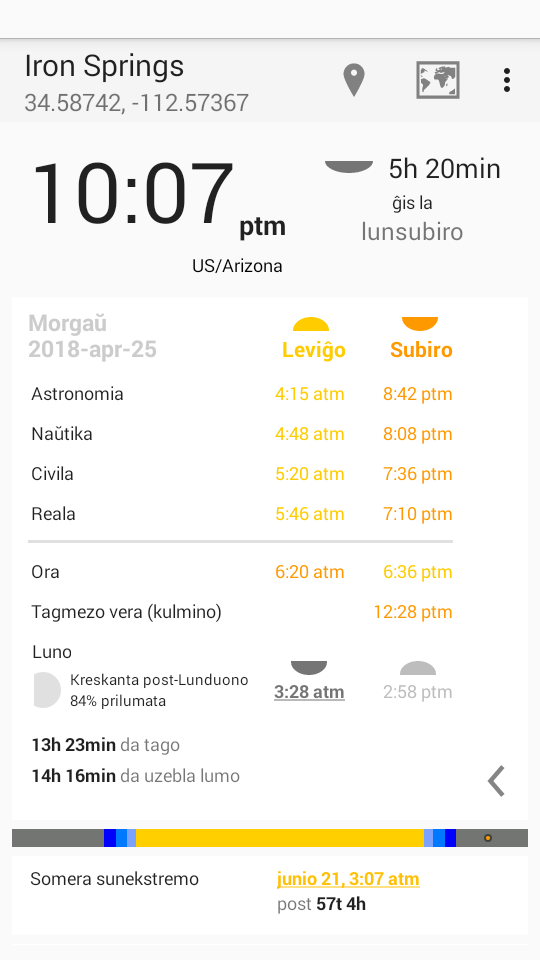 Iron Springs
34.58742, -112.57367
10:07 ptm
US/Arizona
5h 20min
ĝis la
lunsubiro
Morgaŭ
2018-apr-25
Leviĝo Subiro
Astronomia 4:15 atm 8:42 ptm
Naŭtika 4:48 atm 8:08 ptm
Civila 5:20 atm 7:36 ptm
Reala 5:46 atm 7:10 ptm
Ora 6:20 atm 6:36 ptm
Tagmezo vera (kulmino) 12:28 ptm
Luno
Kreskanta post-Lunduono
84% prilumata
3:28 atm 2:58 ptm
13h 23min da tago
14h 16min da uzebla lumo
Somera sunekstremo junio 21, 3:07 atm
post 57t 4h